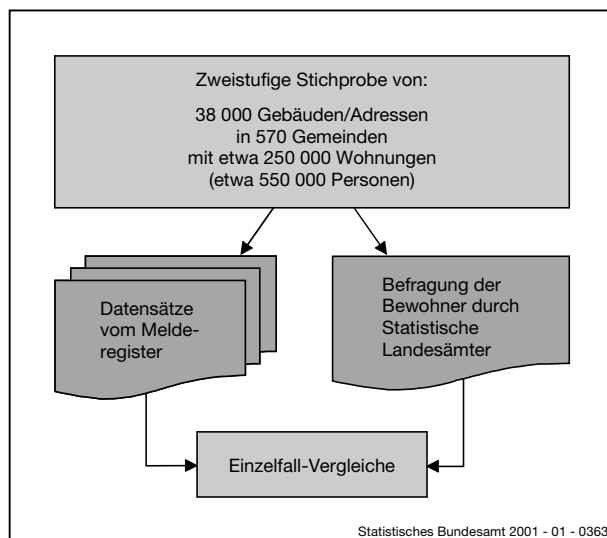 Zweistufige Stichprobe von:
38 000 Gebäuden/Adressen
in 570 Gemeinden
mit etwa 250 000 Wohnungen
(etwa 550 000 Personen)
Datensätze
vom Melde-
register
Befragung der
Bewohner durch
Statistische
Landesämter
Einzelfall-Vergleiche
Statistisches Bundesamt 2001 - 01 - 0363